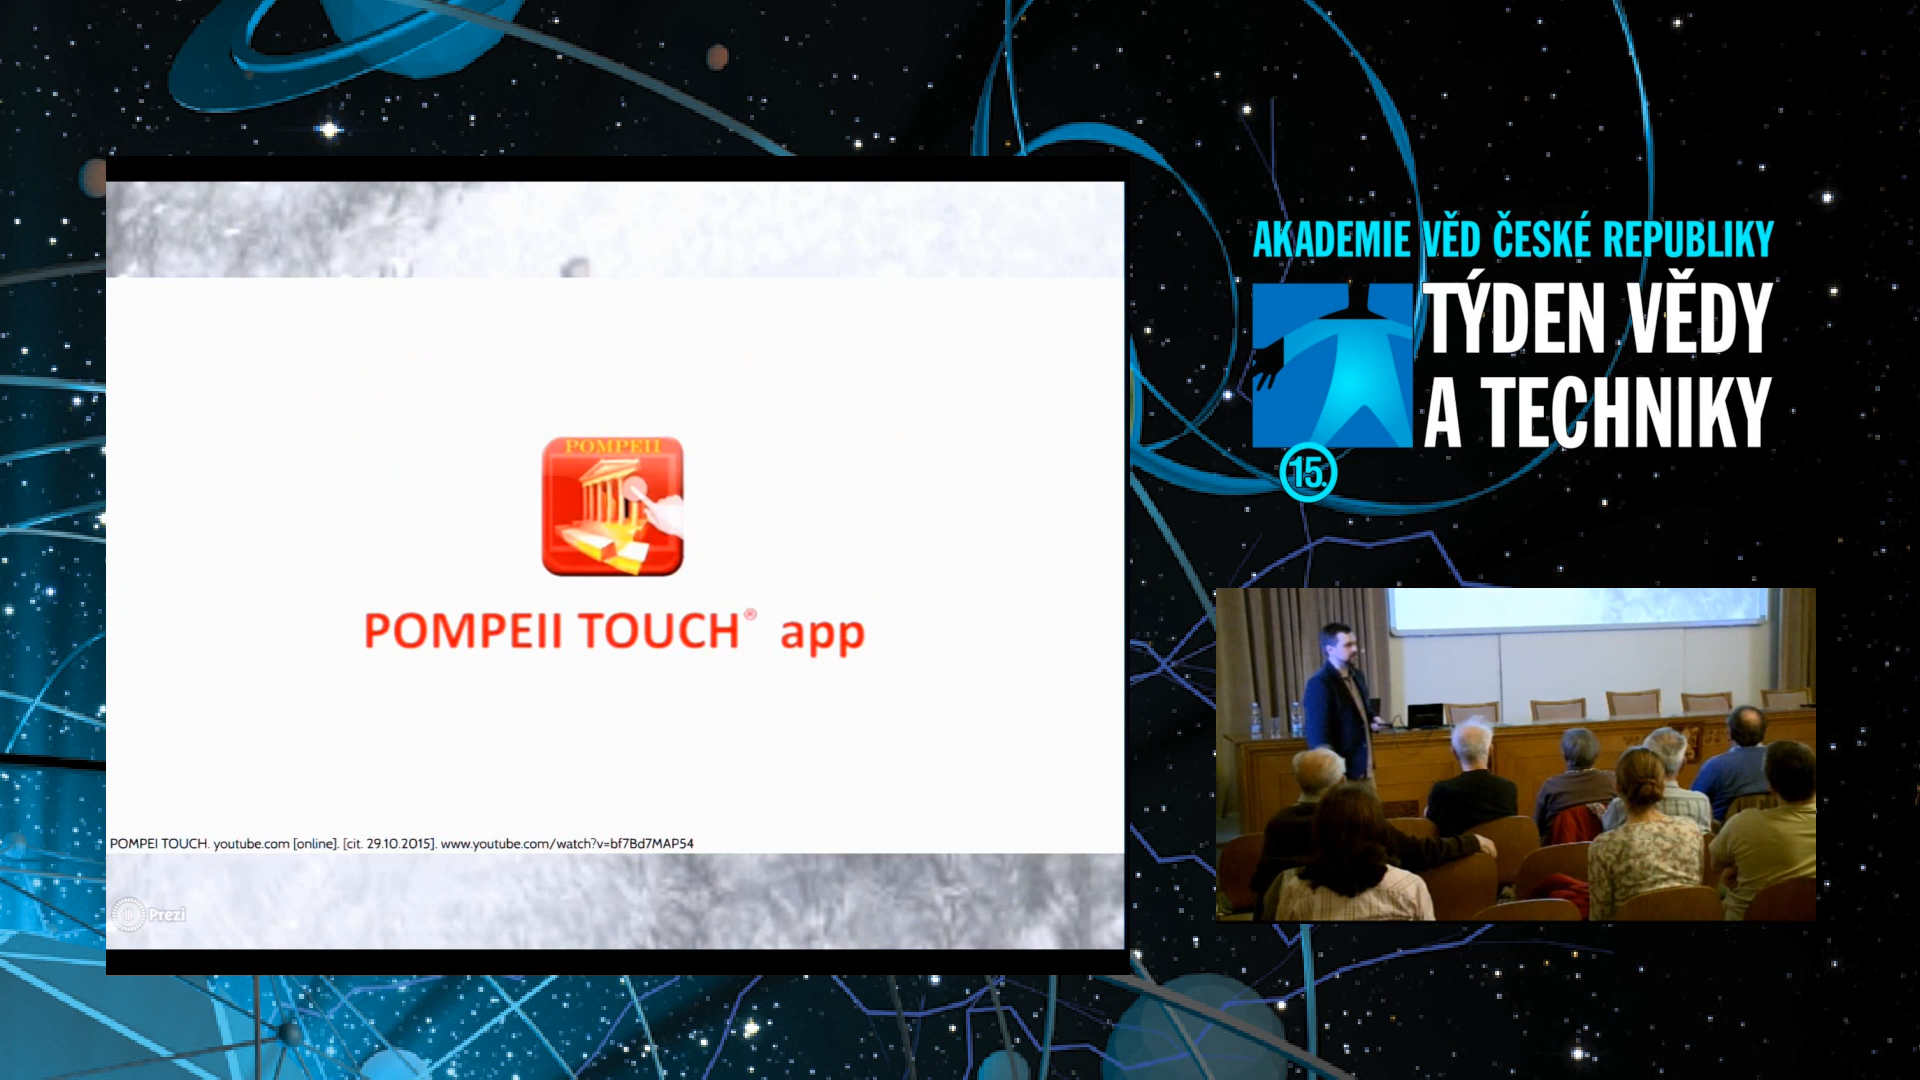 POMPEII
POMPEII TOUCH® app
POMPEI TOUCH. youtube.com [online]. [cit. 29.10.2015]. www.youtube.com/watch?v=bf7Bd7MAP54
Prezi
AKADEMIE VĚD ČESKÉ REPUBLIKY
TÝDEN VĚDY
A TECHNIKY
15.